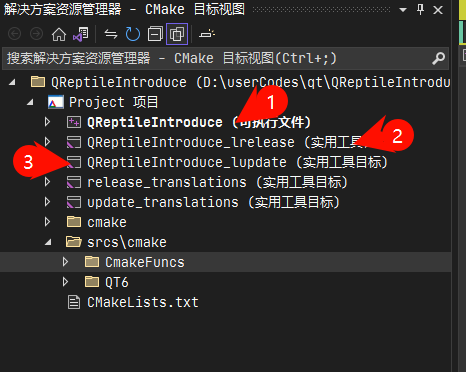 解决方案资源管理器 - CMake 目标视图
搜索解决方案资源管理器 - CMake 目标视图(Ctrl+;)
QReptileIntroduce (D:\userCodes\qt\QReptileIntrodu
Project 项目
1
QReptileIntroduce (可执行文件)
2
QReptileIntroduce_lrelease (实用工具
3
QReptileIntroduce_lupdate (实用工具目标)
release_translations (实用工具目标)
update_translations (实用工具目标)
cmake
srcs\cmake
CmakeFuncs
QT6
CMakeLists.txt